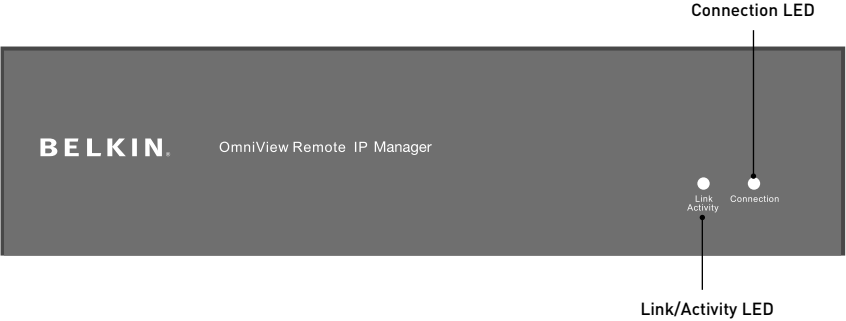 Connection LED
BELKIN®
OmniView Remote IP Manager
Link
Activity
Connection
Link/Activity LED